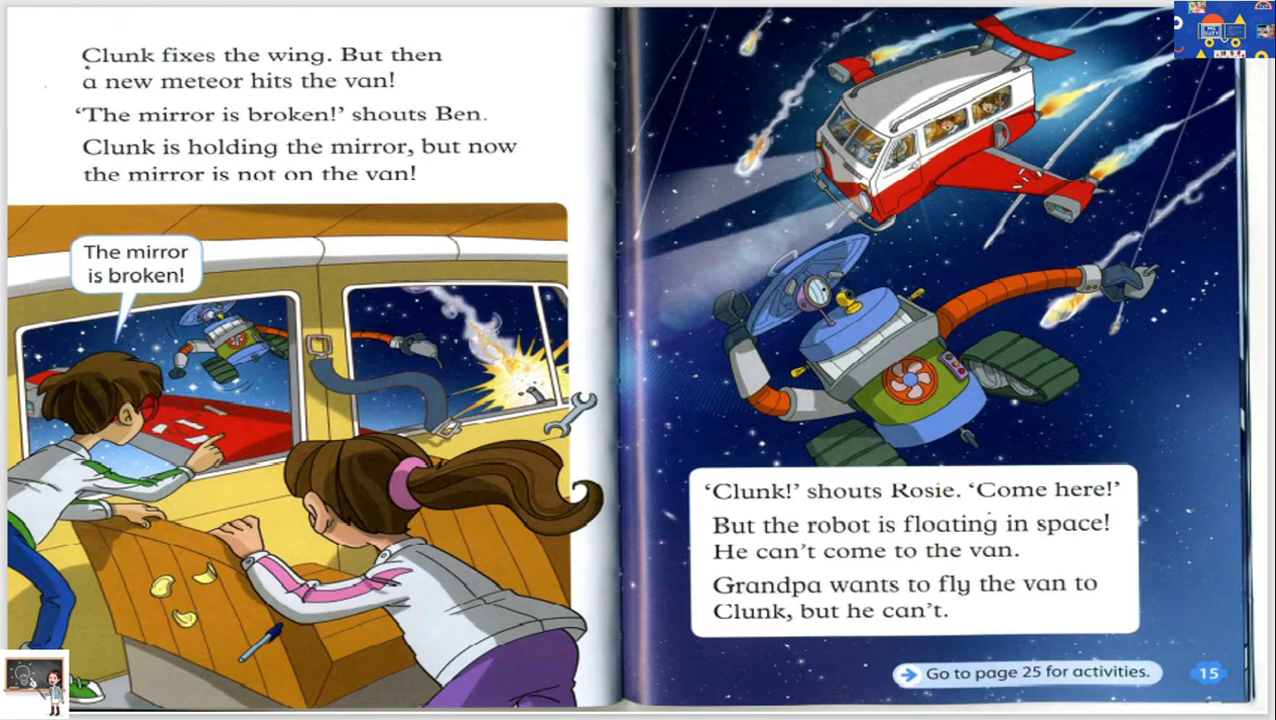 Clunk fixes the wing. But then
a new meteor hits the van!
‘The mirror is broken!’ shouts Ben.
Clunk is holding the mirror, but now
the mirror is not on the van!
The mirror
is broken!
‘Clunk!’ shouts Rosie. ‘Come here!’
But the robot is floating in space!
He can’t come to the van.
Grandpa wants to fly the van to
Clunk, but he can’t.
Go to page 25 for activities.
15